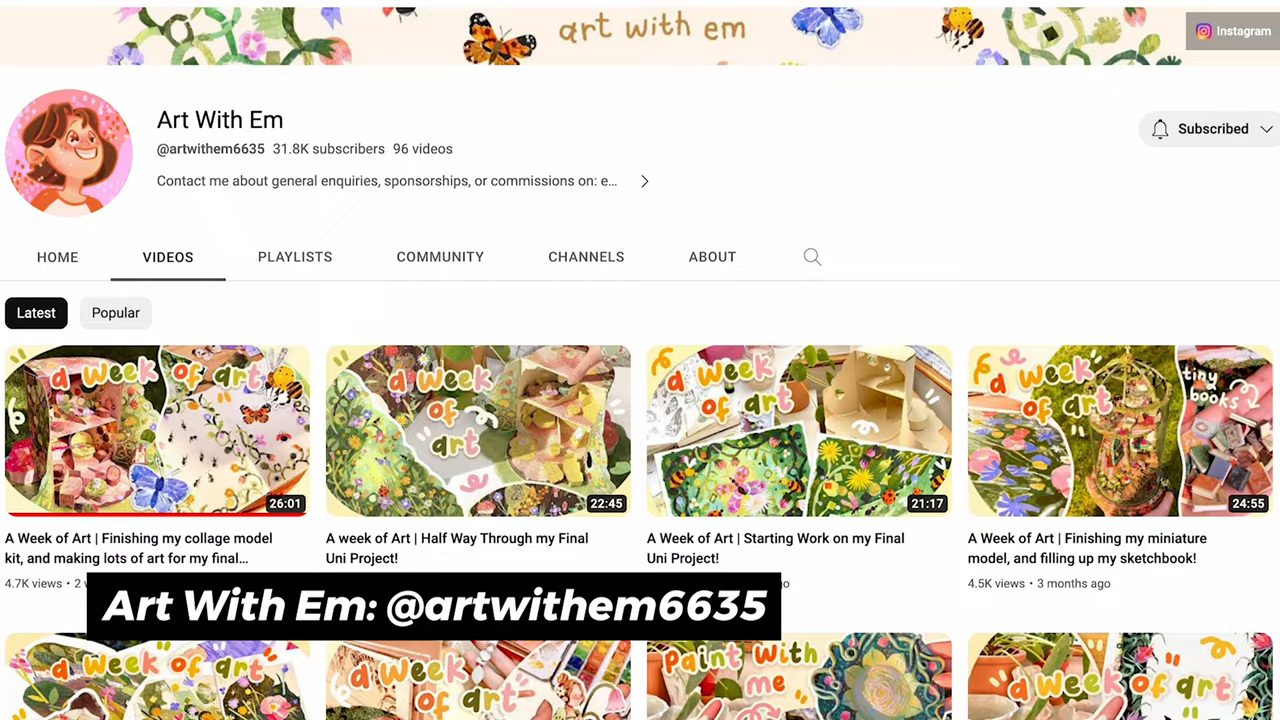 art with em
Instagram
Art With Em
@artwithem6635 31.8K subscribers 96 videos
Subscribed
Contact me about general enquiries, sponsorships, or commissions on: e...
HOME VIDEOS PLAYLISTS COMMUNITY CHANNELS ABOUT
Latest Popular
a week of art
26:01
a week
of
art
22:45
a week
of art
21:17
a week
of art
tiny
books
24:55
A Week of Art | Finishing my collage model
kit, and making lots of art for my final...
4.7K views • 2
A week of Art | Half Way Through my Final
Uni Project!
A Week of Art | Starting Work on my Final
Uni Project!
A Week of Art | Finishing my miniature
model, and filling up my sketchbook!
4.5K views • 3 months ago
Art With Em: @artwithem6635
a week of art
a week
of art
Paint with
me
a week of art